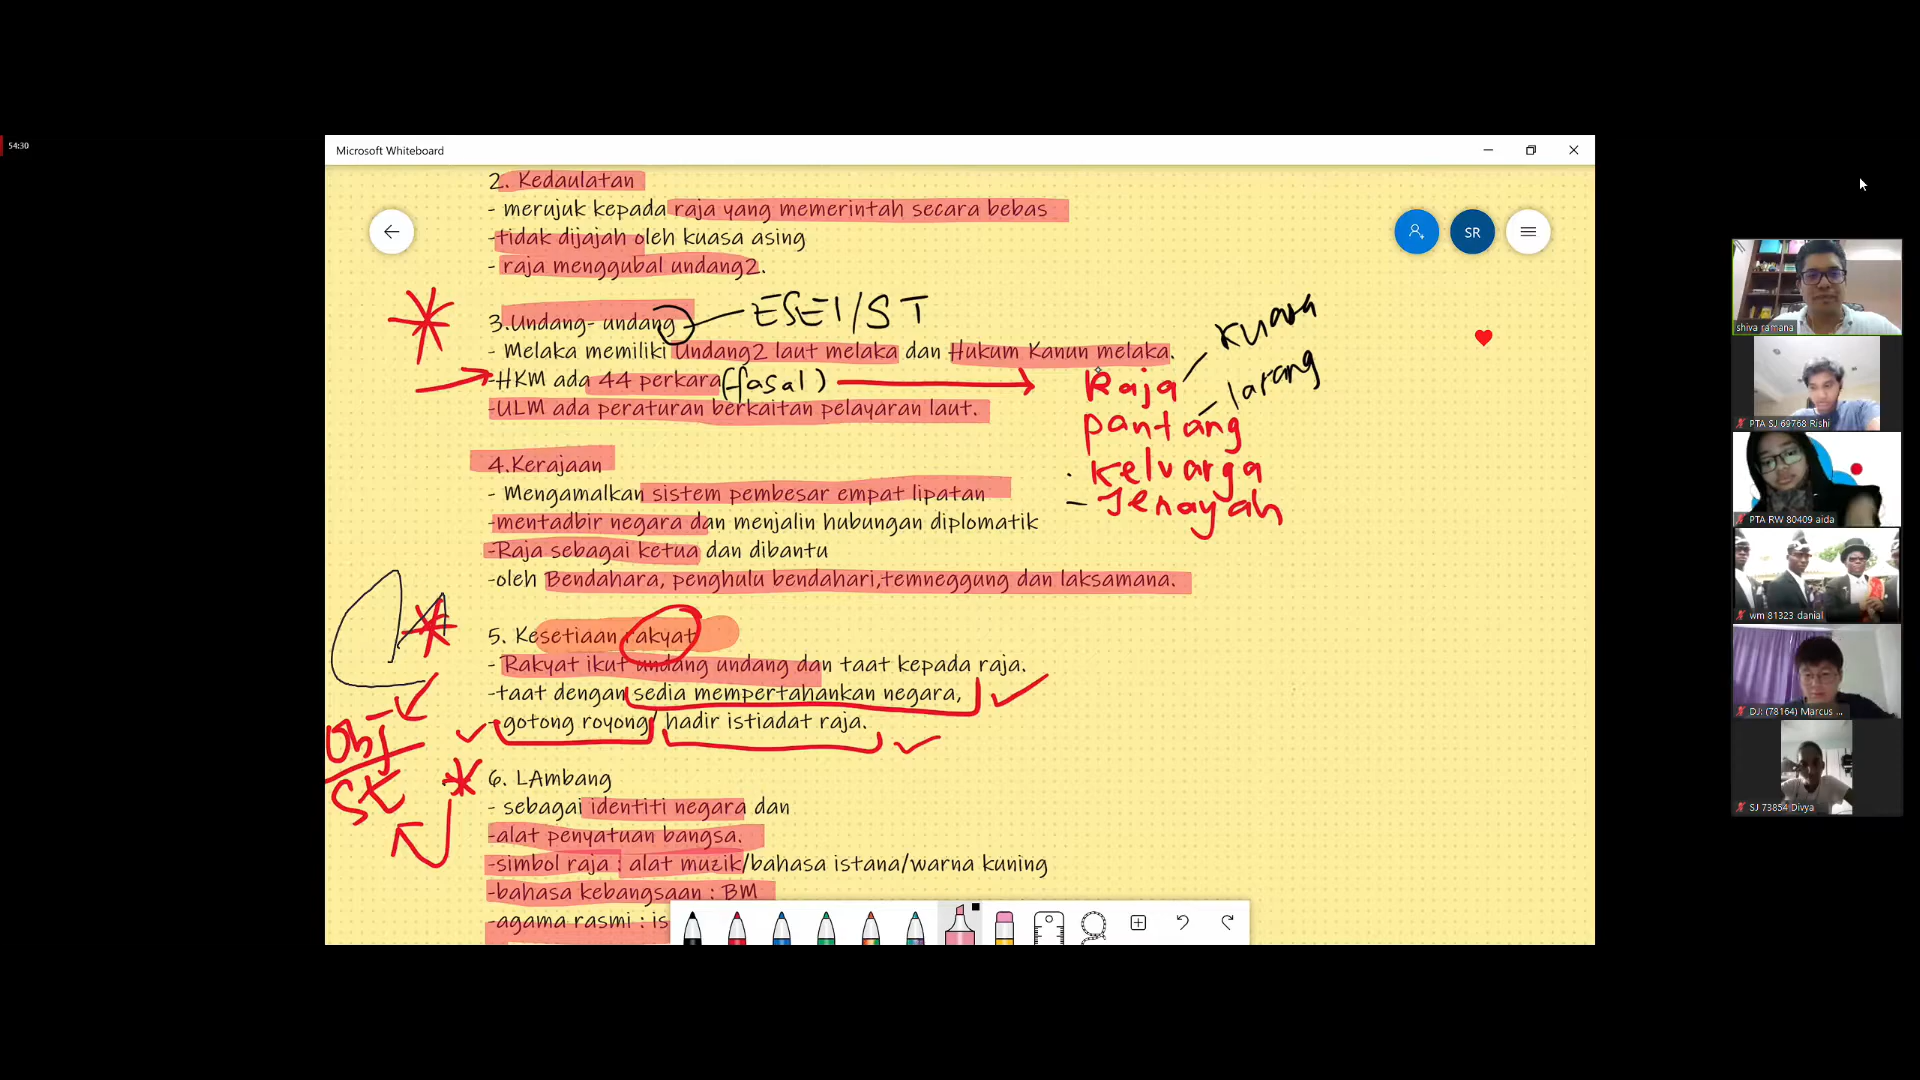 54:30
Microsoft Whiteboard
2. Kedaulatan
- merujuk kepada raja yang memerintah secara bebas
-tidak dijajah oleh kuasa asing
- raja menggubal undang2.
3.Undang- undang
ESEI/ST
- Melaka memiliki Undang2 laut melaka dan Hukum Kanun melaka.
-HKM ada 44 perkara (fasal)
-ULM ada peraturan berkaitan pelayaran laut.
Raja
kuasa
pantang
larang
. Keluarga
- Jenayah
4.Kerajaan
- Mengamalkan sistem pembesar empat lipatan
-mentadbir negara dan menjalin hubungan diplomatik
-Raja sebagai ketua dan dibantu
-oleh Bendahara, penghulu bendahari,temneggung dan laksamana.
5. Kesetiaan rakyat
- Rakyat ikut undang undang dan taat kepada raja.
-taat dengan sedia mempertahankan negara,
- gotong royong/ hadir istiadat raja.
Obj
St
6. LAmbang
- sebagai identiti negara dan
-alat penyatuan bangsa.
-simbol raja : alat muzik/bahasa istana/warna kuning
-bahasa kebangsaan : BM
-agama rasmi : is
SR
shiva ramana
PTA SJ 69768 Rishi
PTA RW 80409 aida
wm 81323 danial
DJ: (78164) Marcus ...
SJ 73854 Divya